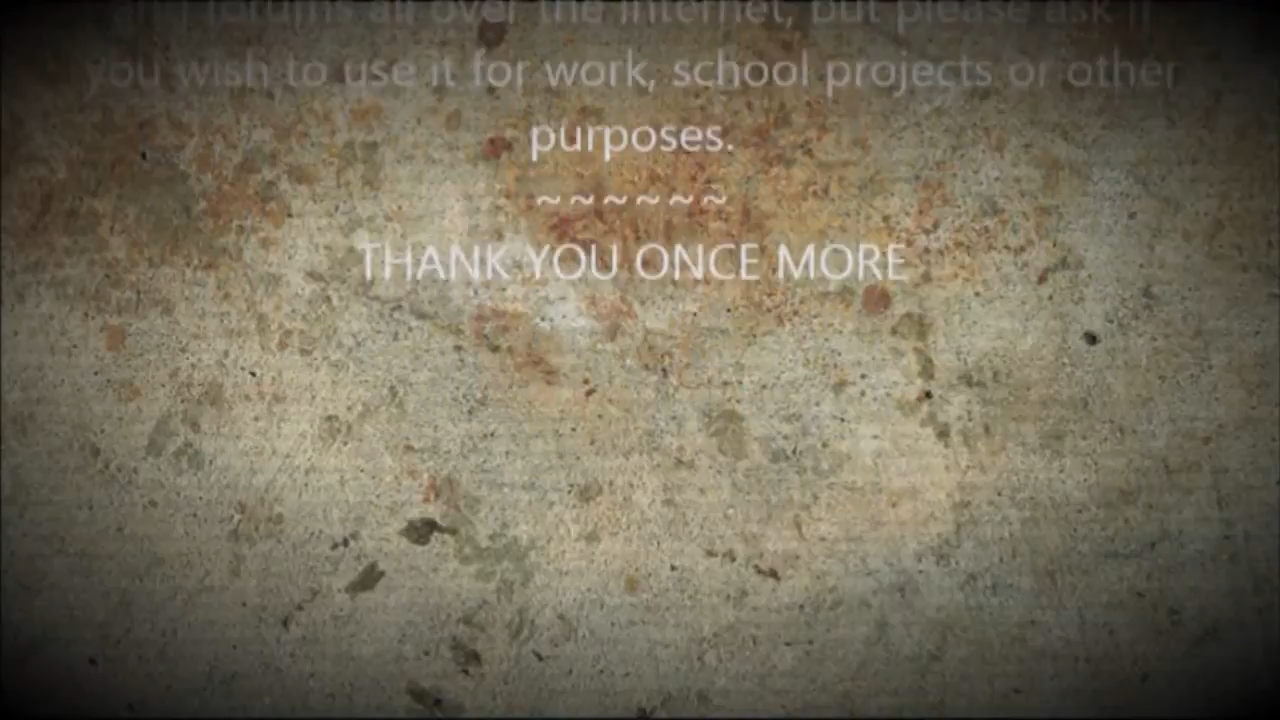 and forums all over the internet, but please ask if
you wish to use it for work, school projects or other
purposes.
~~~~~~
THANK YOU ONCE MORE